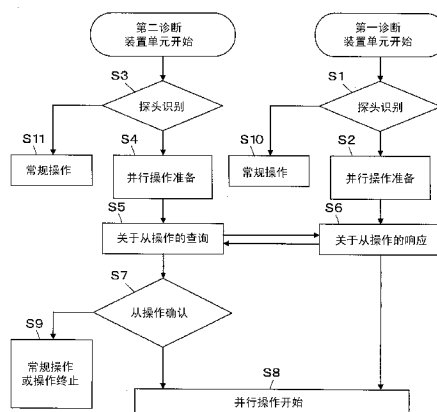 第二诊断
装置单元开始
第一诊断
装置单元开始
S3
S1
探头识别
探头识别
S11
S4
S10
S2
常规操作
并行操作准备
常规操作
并行操作准备
S5
S6
关于从操作的查询
关于从操作的响应
S7
从操作确认
S9
S8
常规操作
或操作终止
并行操作开始